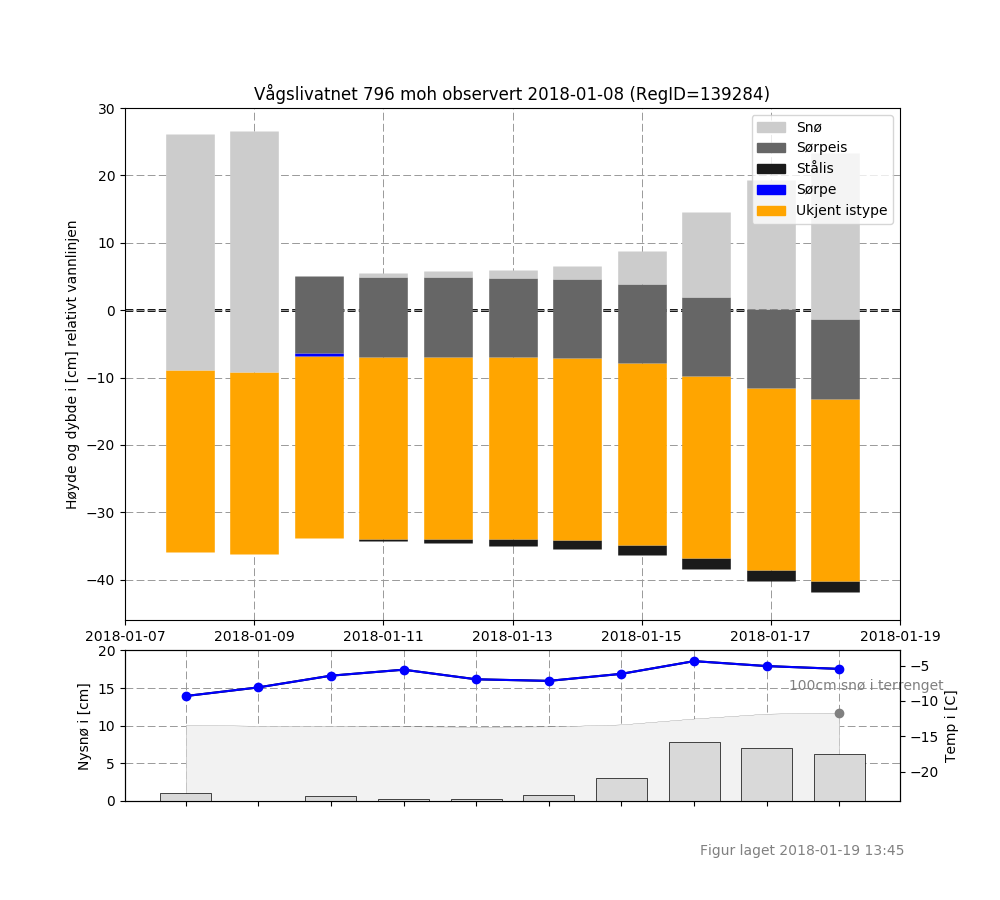 Vågslivatnet 796 moh observert 2018-01-08 (RegID=139284)
Høyde og dybde i [cm] relativt vannlinjen
30
20
10
0
−10
−20
−30
−40
Snø
Sørpeis
Stålis
Sørpe
Ukjent istype
2018-01-07 2018-01-09 2018-01-11 2018-01-13 2018-01-15 2018-01-17 2018-01-19
Nysnø i [cm]
20
15
10
5
0
100cm snø i terrenget
−5
−10
−15
−20
Temp i [C]
Figur laget 2018-01-19 13:45